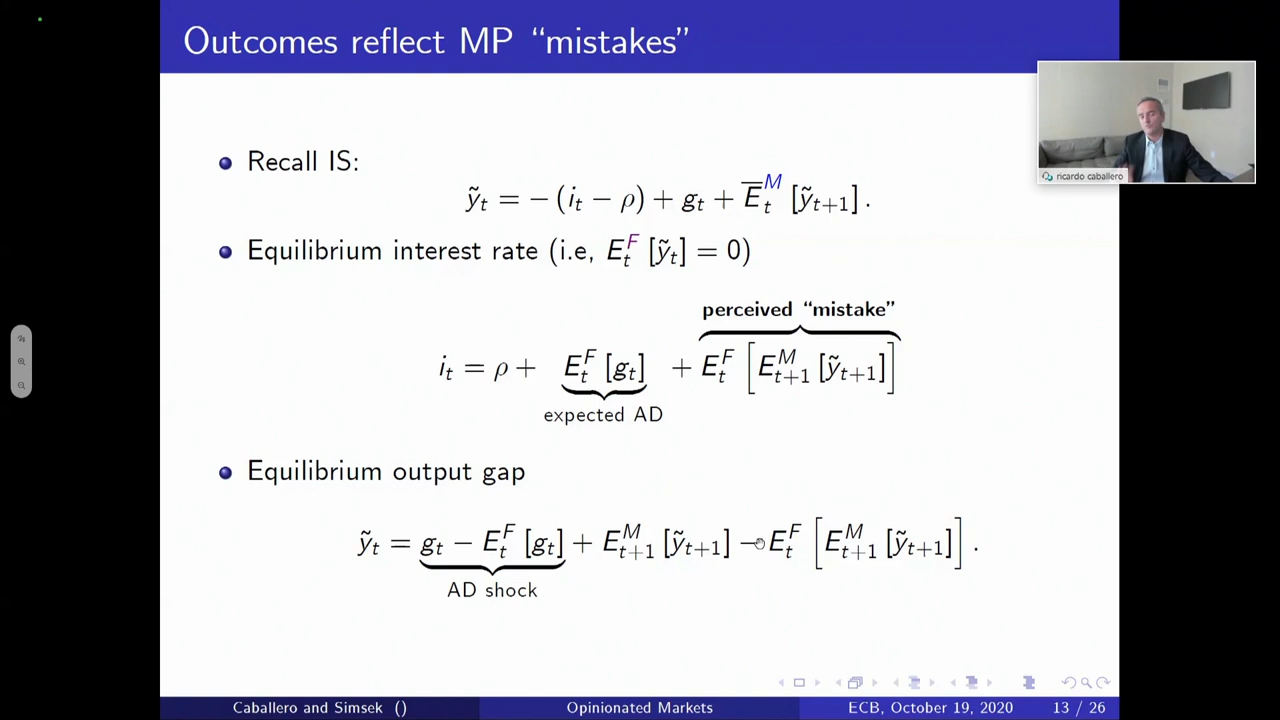 Outcomes reflect MP “mistakes”
ricardo caballero
Recall IS:
ỹ_t = − (i_t − ρ) + g_t + E̅_t^M [ỹ_{t+1}] .
Equilibrium interest rate (i.e, E_t^F [ỹ_t] = 0)
perceived “mistake”
i_t = ρ + E_t^F [g_t] + E_t^F [E_{t+1}^M [ỹ_{t+1}]]
expected AD
Equilibrium output gap
ỹ_t = g_t − E_t^F [g_t] + E_{t+1}^M [ỹ_{t+1}] − E_t^F [E_{t+1}^M [ỹ_{t+1}]] .
AD shock
Caballero and Simsek () Opinionated Markets ECB, October 19, 2020 13 / 26